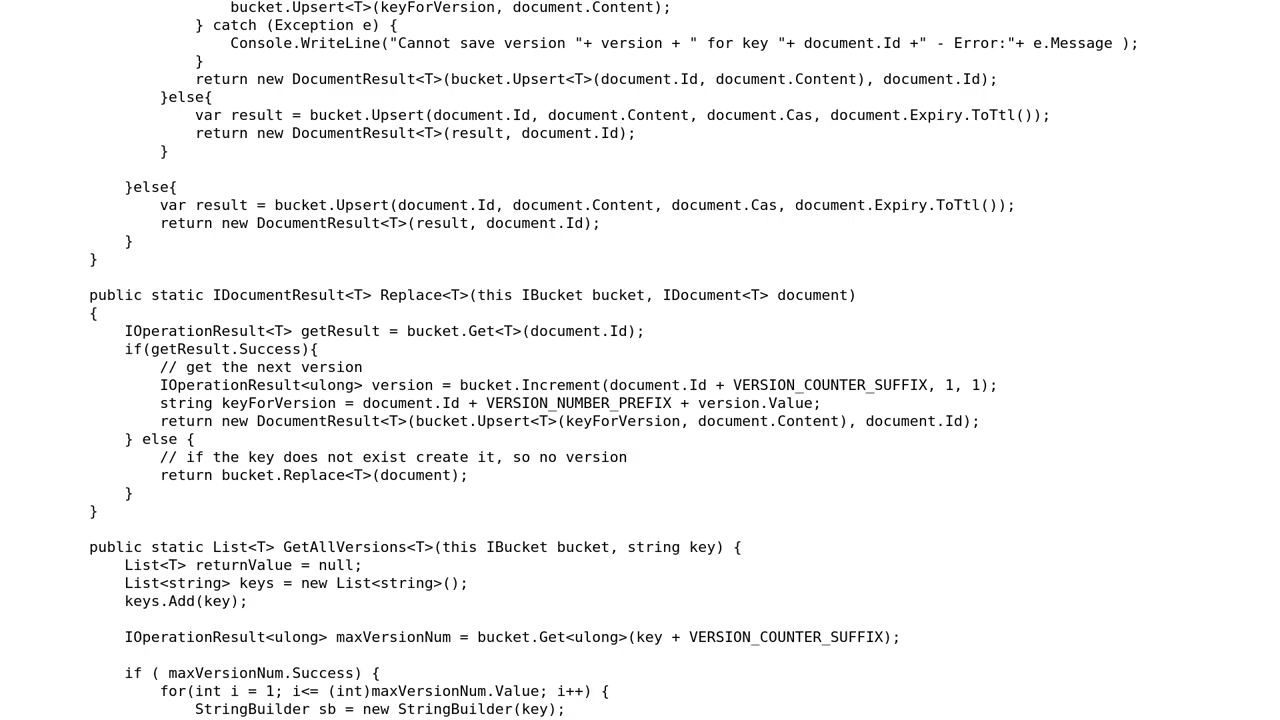 bucket.Upsert<T>(keyForVersion, document.Content);
} catch (Exception e) {
Console.WriteLine("Cannot save version "+ version + " for key "+ document.Id +" - Error:"+ e.Message );
}
return new DocumentResult<T>(bucket.Upsert<T>(document.Id, document.Content), document.Id);
}else{
var result = bucket.Upsert(document.Id, document.Content, document.Cas, document.Expiry.ToTtl());
return new DocumentResult<T>(result, document.Id);
}
}else{
var result = bucket.Upsert(document.Id, document.Content, document.Cas, document.Expiry.ToTtl());
return new DocumentResult<T>(result, document.Id);
}
}
public static IDocumentResult<T> Replace<T>(this IBucket bucket, IDocument<T> document)
{
IOperationResult<T> getResult = bucket.Get<T>(document.Id);
if(getResult.Success){
// get the next version
IOperationResult<ulong> version = bucket.Increment(document.Id + VERSION_COUNTER_SUFFIX, 1, 1);
string keyForVersion = document.Id + VERSION_NUMBER_PREFIX + version.Value;
return new DocumentResult<T>(bucket.Upsert<T>(keyForVersion, document.Content), document.Id);
} else {
// if the key does not exist create it, so no version
return bucket.Replace<T>(document);
}
}
public static List<T> GetAllVersions<T>(this IBucket bucket, string key) {
List<T> returnValue = null;
List<string> keys = new List<string>();
keys.Add(key);
IOperationResult<ulong> maxVersionNum = bucket.Get<ulong>(key + VERSION_COUNTER_SUFFIX);
if ( maxVersionNum.Success) {
for(int i = 1; i<= (int)maxVersionNum.Value; i++) {
StringBuilder sb = new StringBuilder(key);